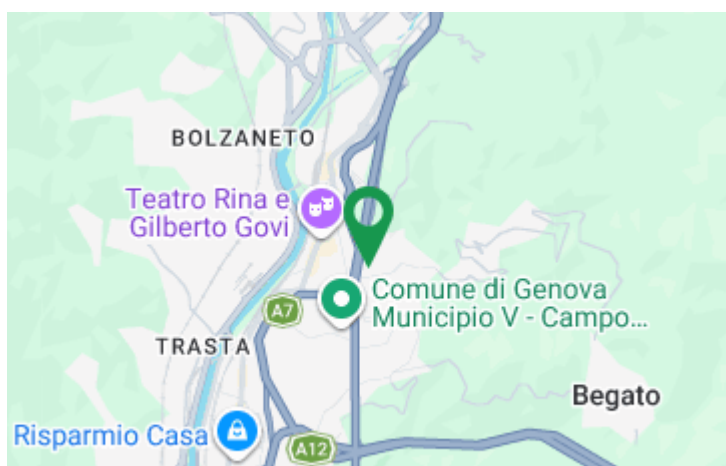 BOLZANETO
Teatro Rina e
Gilberto Govi
A7
Comune di Genova
Municipio V - Campo...
TRASTA
Begato
Risparmio Casa
A12